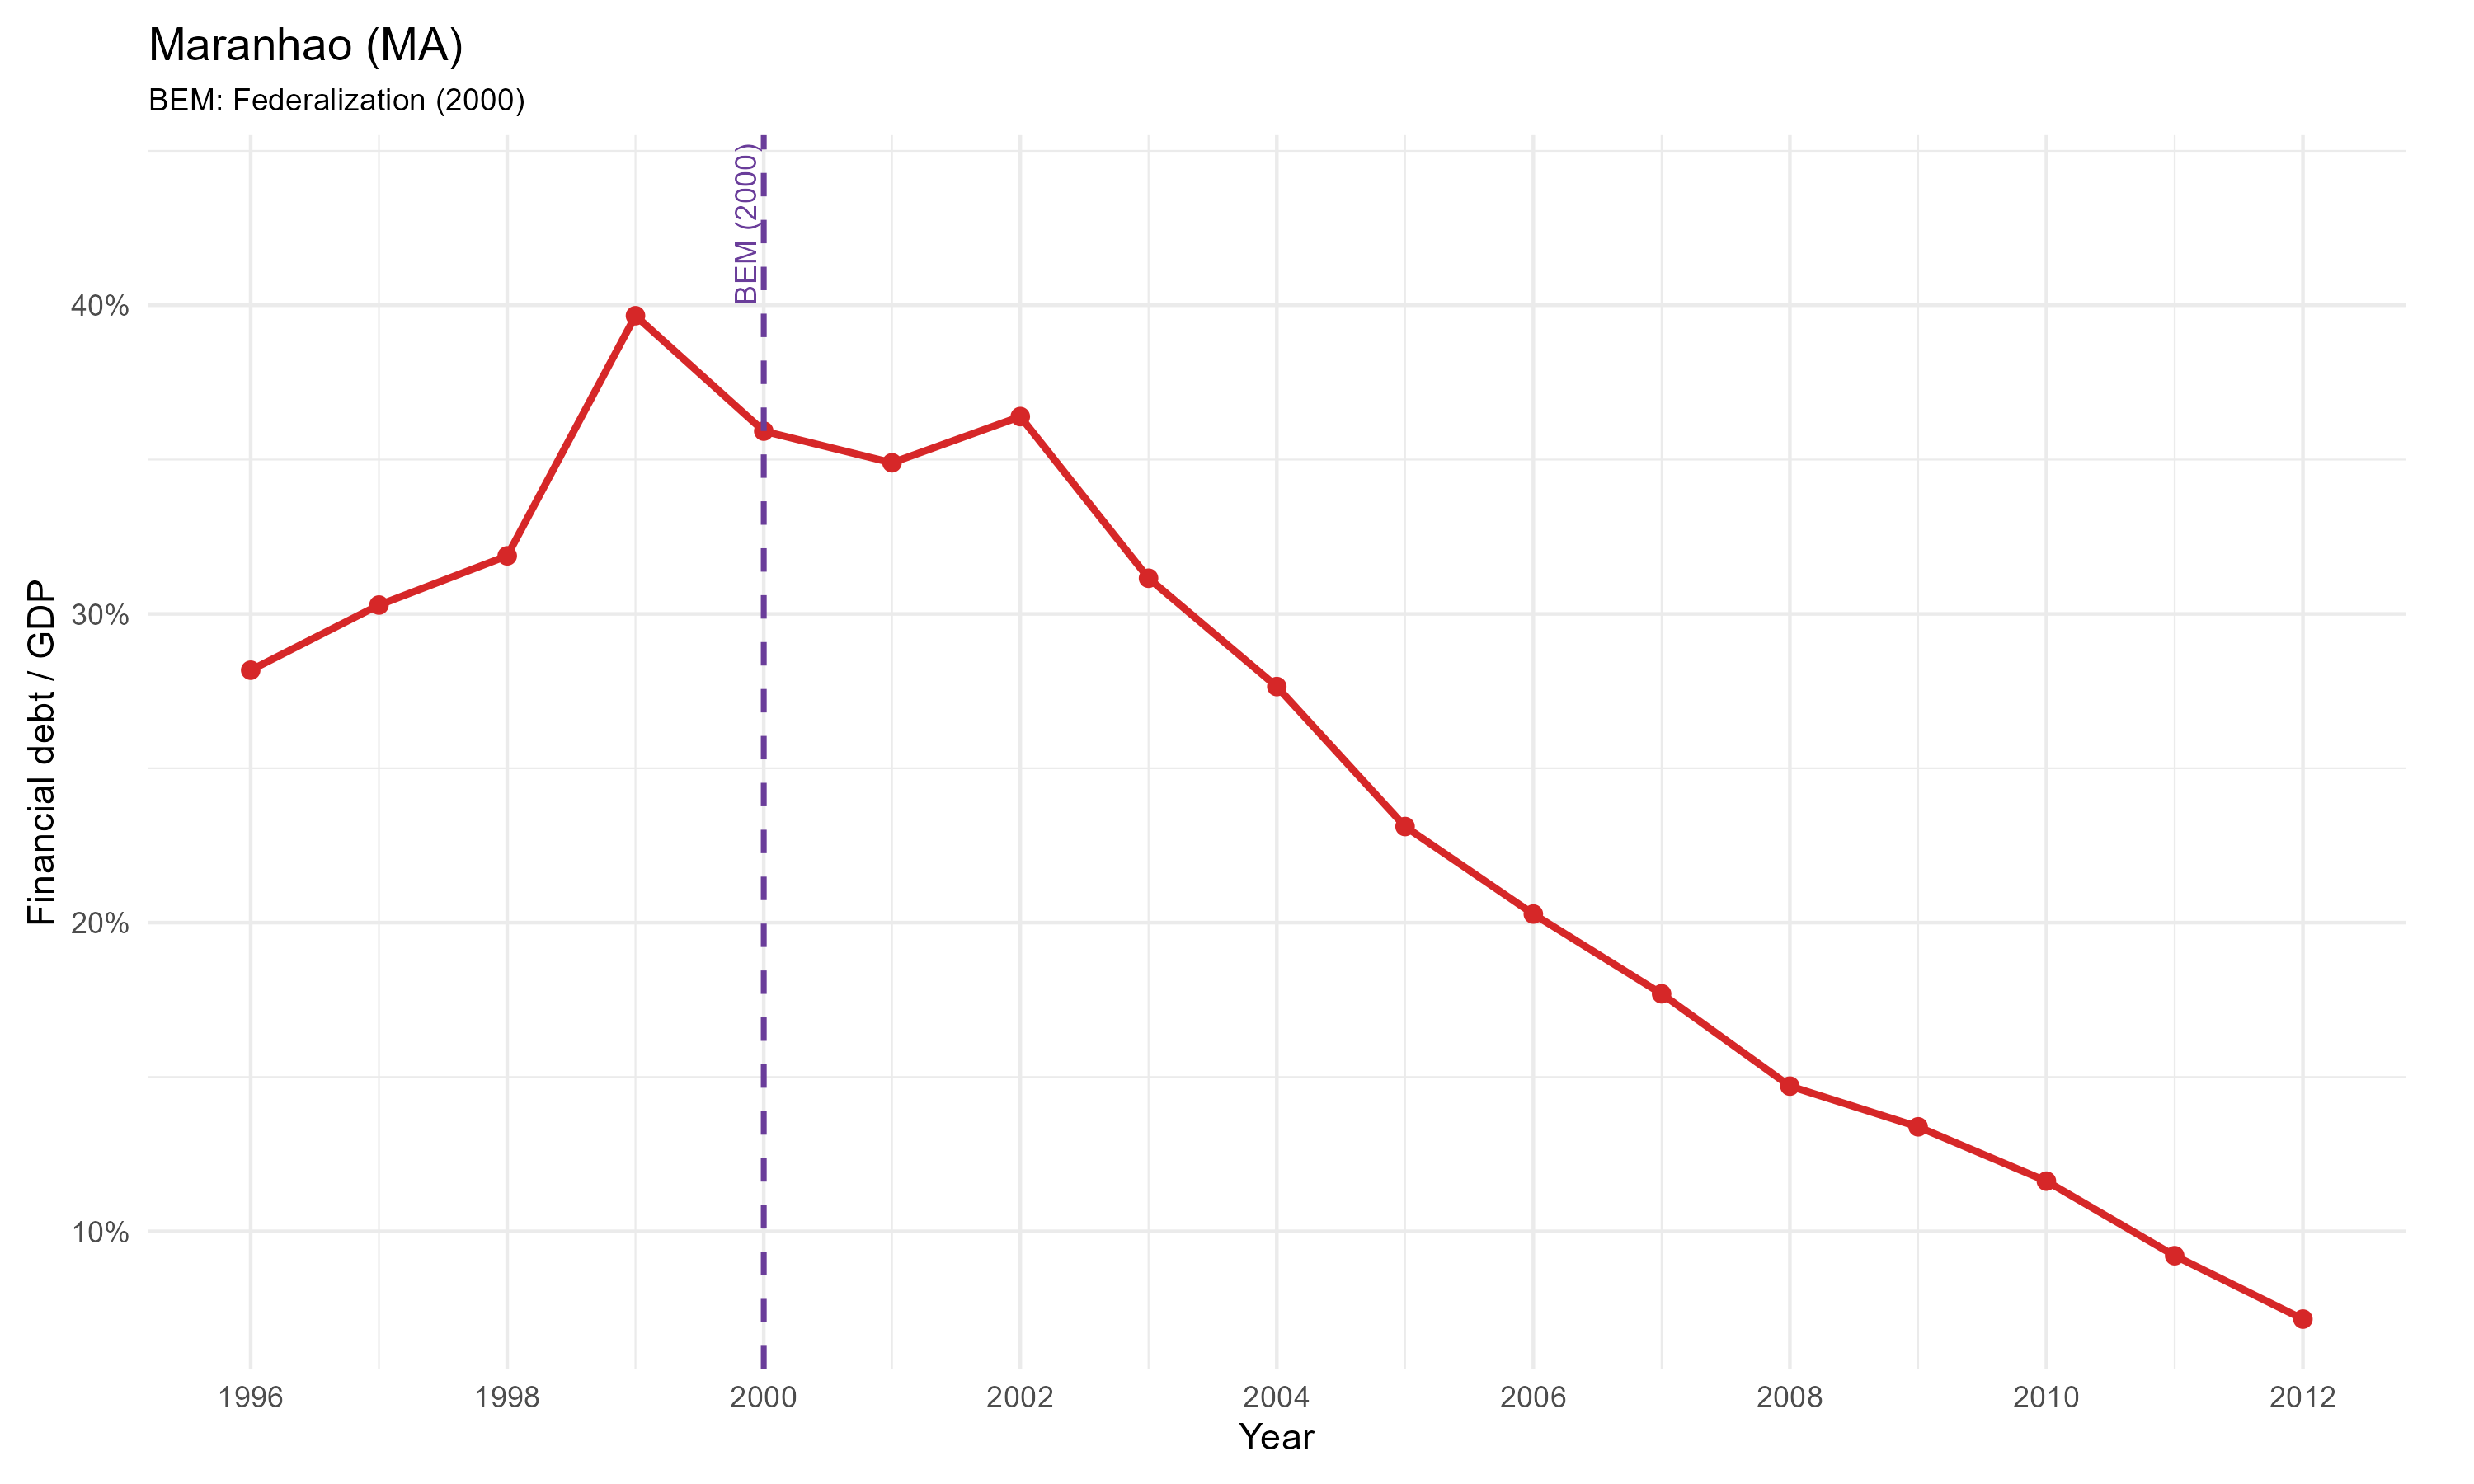 Maranhao (MA)
BEM: Federalization (2000)
BEM (2000)
Financial debt / GDP
40%
30%
20%
10%
1996 1998 2000 2002 2004 2006 2008 2010 2012
Year